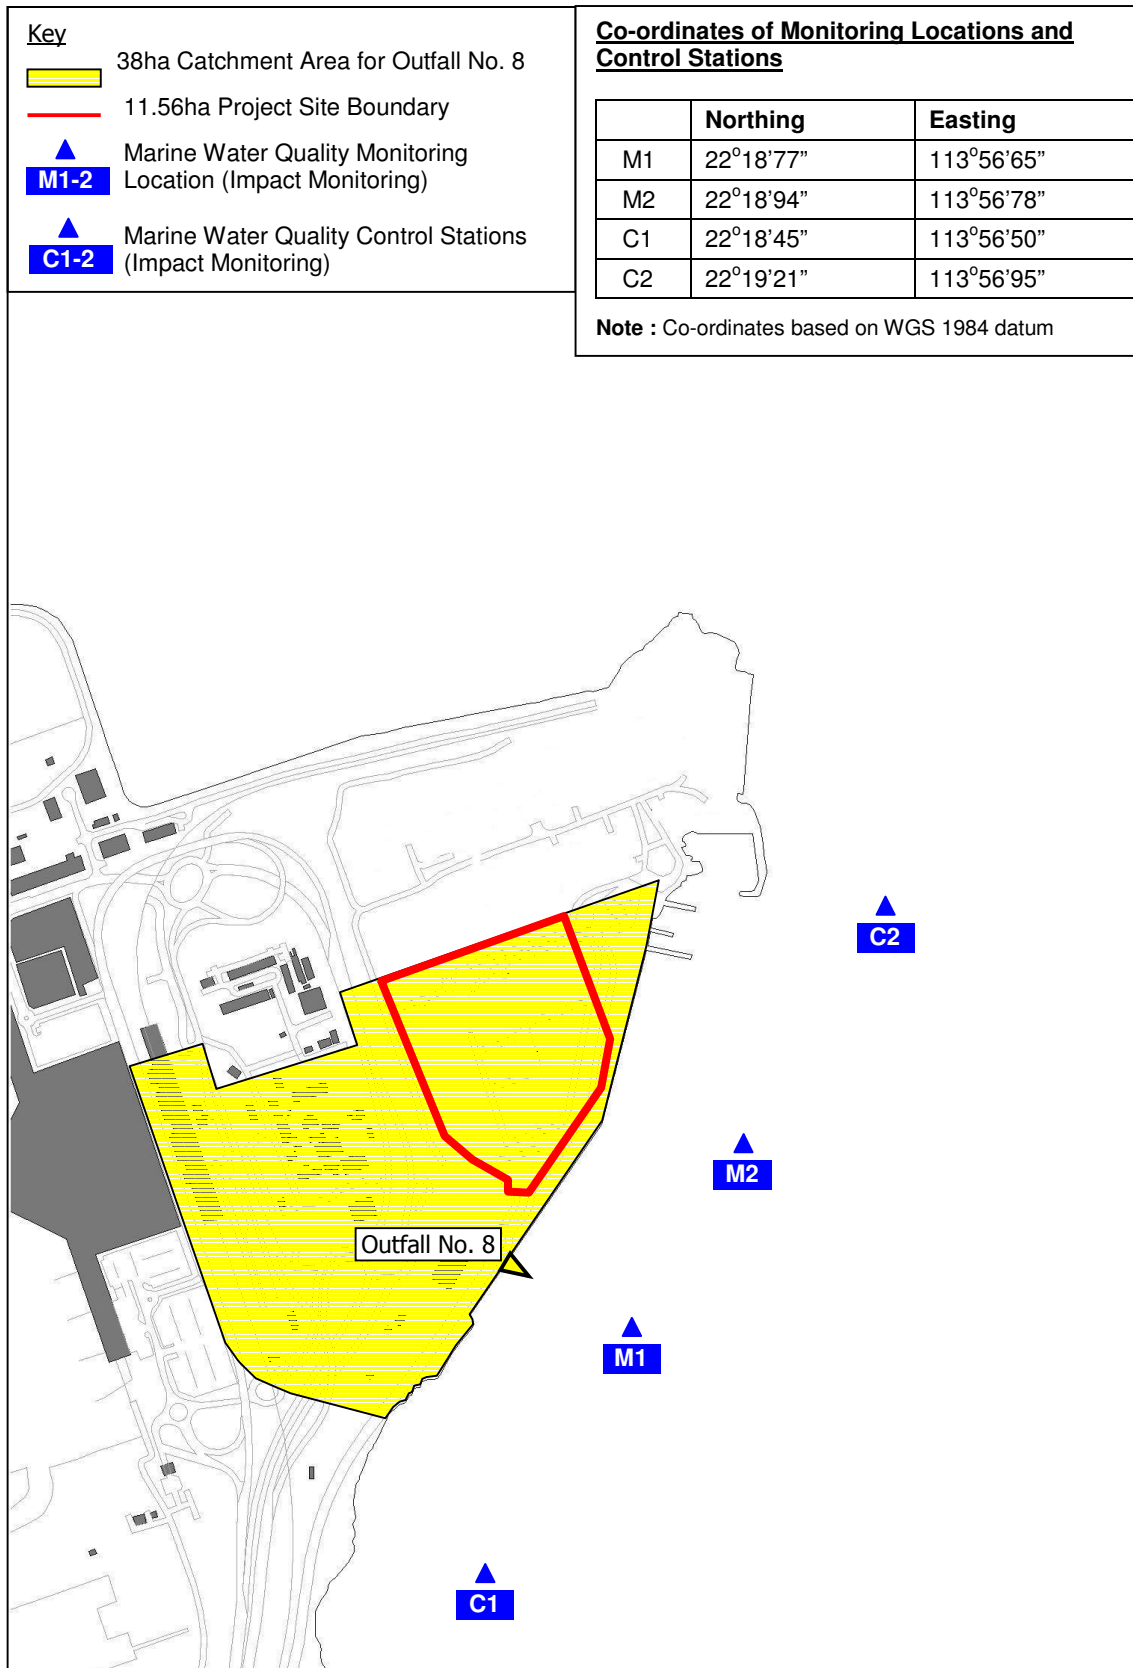 Key
38ha Catchment Area for Outfall No. 8
11.56ha Project Site Boundary
M1-2
Marine Water Quality Monitoring
Location (Impact Monitoring)
C1-2
Marine Water Quality Control Stations
(Impact Monitoring)
Co-ordinates of Monitoring Locations and
Control Stations
Northing Easting
M1 22°18'77" 113°56'65"
M2 22°18'94" 113°56'78"
C1 22°18'45" 113°56'50"
C2 22°19'21" 113°56'95"
Note : Co-ordinates based on WGS 1984 datum
C2
M2
Outfall No. 8
M1
C1